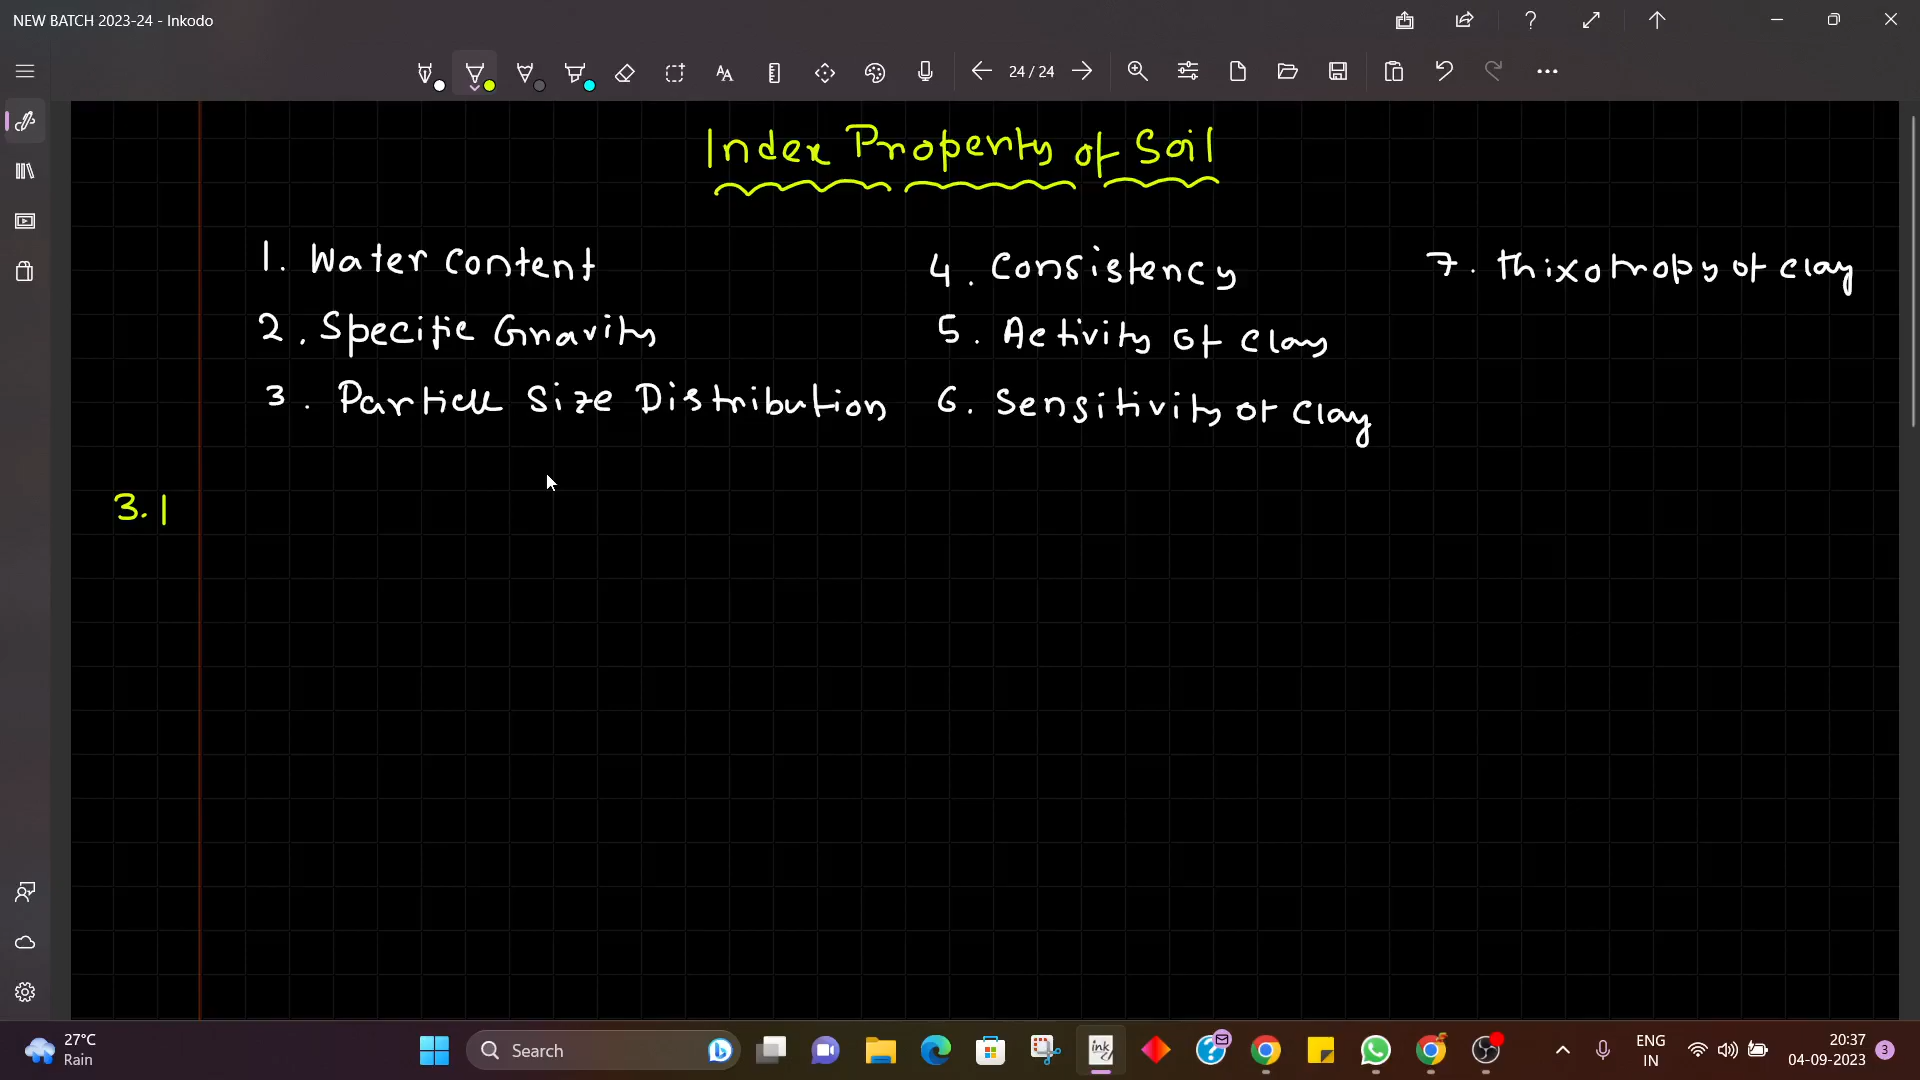 NEW BATCH 2023-24 - Inkodo
24 / 24
Index Property of Soil
1. Water content
2. Specific Gravity
3. Particle Size Distribution
4. Consistency
5. Activity of clay
6. Sensitivity of clay
7. thixotropy of clay
3.1
27°C
Rain
Search
ink
ENG
IN
20:37
04-09-2023
3